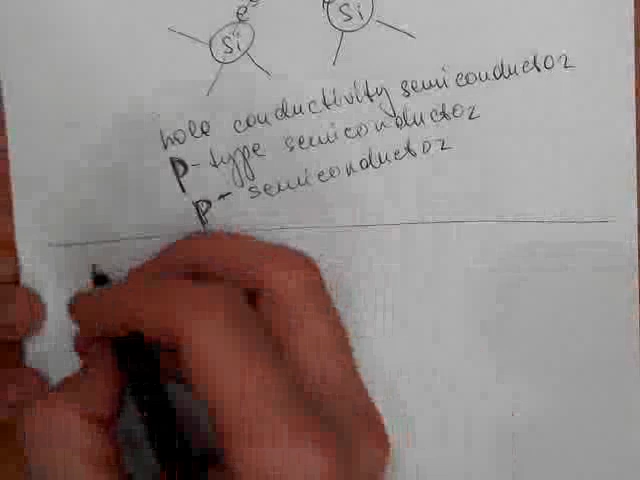 e
Si
Si
hole conductivity semiconductor
p-type semiconductor
p- semiconductor